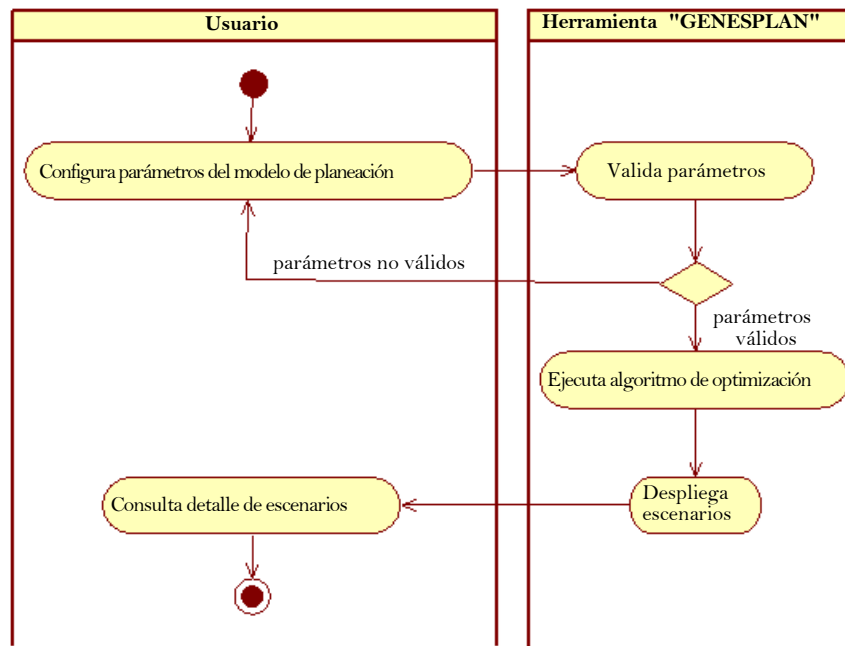 Usuario
Herramienta "GENESPLAN"
Configura parámetros del modelo de planeación
Valida parámetros
parámetros no válidos
parámetros
válidos
Ejecuta algoritmo de optimización
Consulta detalle de escenarios
Despliega
escenarios